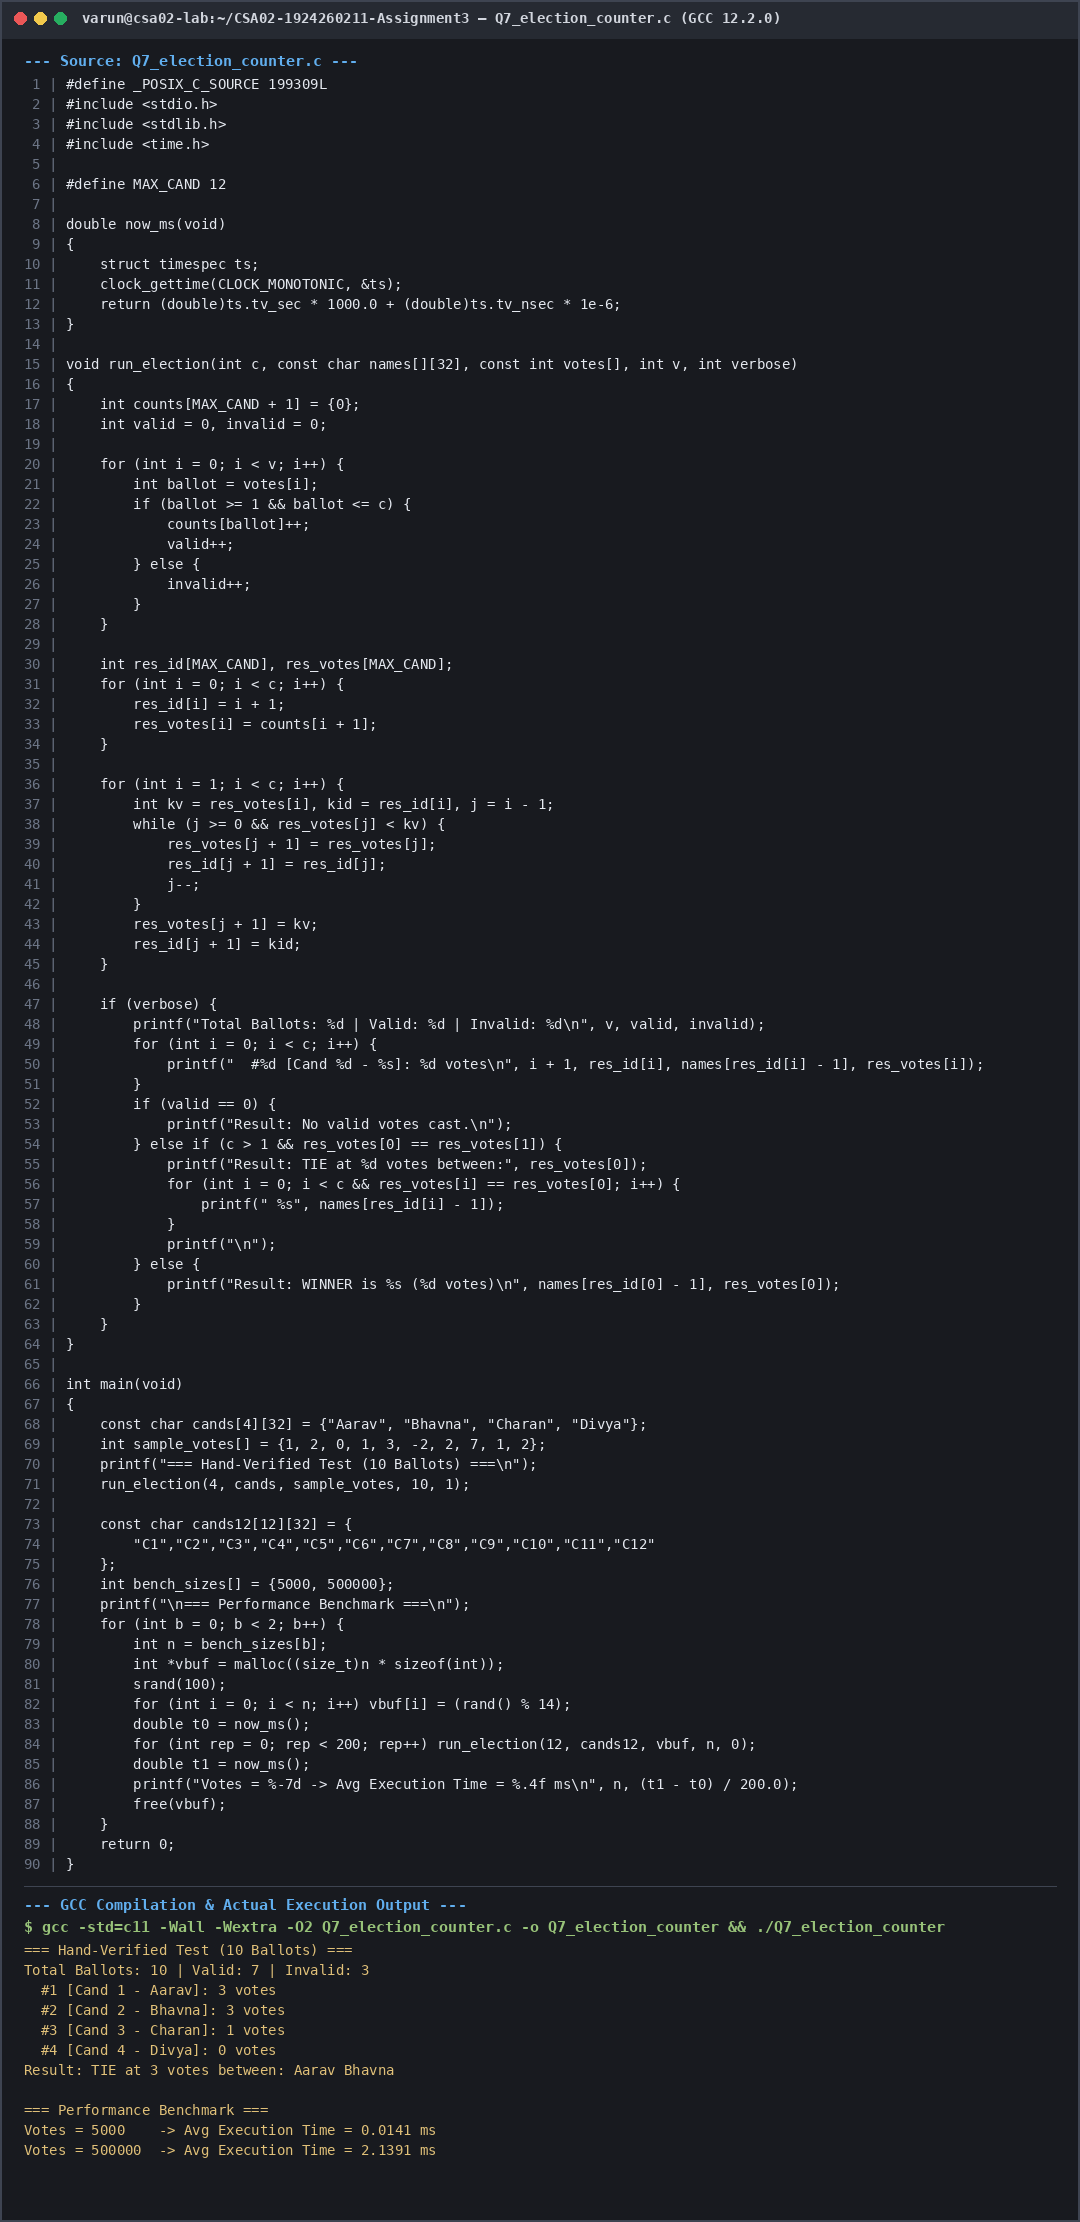 varun@csa02-lab:~/CSA02-1924260211-Assignment3 — Q7_election_counter.c (GCC 12.2.0)
--- Source: Q7_election_counter.c ---
 1 | #define _POSIX_C_SOURCE 199309L
 2 | #include <stdio.h>
 3 | #include <stdlib.h>
 4 | #include <time.h>
 5 |
 6 | #define MAX_CAND 12
 7 |
 8 | double now_ms(void)
 9 | {
10 |     struct timespec ts;
11 |     clock_gettime(CLOCK_MONOTONIC, &ts);
12 |     return (double)ts.tv_sec * 1000.0 + (double)ts.tv_nsec * 1e-6;
13 | }
14 |
15 | void run_election(int c, const char names[][32], const int votes[], int v, int verbose)
16 | {
17 |     int counts[MAX_CAND + 1] = {0};
18 |     int valid = 0, invalid = 0;
19 |
20 |     for (int i = 0; i < v; i++) {
21 |         int ballot = votes[i];
22 |         if (ballot >= 1 && ballot <= c) {
23 |             counts[ballot]++;
24 |             valid++;
25 |         } else {
26 |             invalid++;
27 |         }
28 |     }
29 |
30 |     int res_id[MAX_CAND], res_votes[MAX_CAND];
31 |     for (int i = 0; i < c; i++) {
32 |         res_id[i] = i + 1;
33 |         res_votes[i] = counts[i + 1];
34 |     }
35 |
36 |     for (int i = 1; i < c; i++) {
37 |         int kv = res_votes[i], kid = res_id[i], j = i - 1;
38 |         while (j >= 0 && res_votes[j] < kv) {
39 |             res_votes[j + 1] = res_votes[j];
40 |             res_id[j + 1] = res_id[j];
41 |             j--;
42 |         }
43 |         res_votes[j + 1] = kv;
44 |         res_id[j + 1] = kid;
45 |     }
46 |
47 |     if (verbose) {
48 |         printf("Total Ballots: %d | Valid: %d | Invalid: %d\n", v, valid, invalid);
49 |         for (int i = 0; i < c; i++) {
50 |             printf("  #%d [Cand %d - %s]: %d votes\n", i + 1, res_id[i], names[res_id[i] - 1], res_votes[i]);
51 |         }
52 |         if (valid == 0) {
53 |             printf("Result: No valid votes cast.\n");
54 |         } else if (c > 1 && res_votes[0] == res_votes[1]) {
55 |             printf("Result: TIE at %d votes between:", res_votes[0]);
56 |             for (int i = 0; i < c && res_votes[i] == res_votes[0]; i++) {
57 |                 printf(" %s", names[res_id[i] - 1]);
58 |             }
59 |             printf("\n");
60 |         } else {
61 |             printf("Result: WINNER is %s (%d votes)\n", names[res_id[0] - 1], res_votes[0]);
62 |         }
63 |     }
64 | }
65 |
66 | int main(void)
67 | {
68 |     const char cands[4][32] = {"Aarav", "Bhavna", "Charan", "Divya"};
69 |     int sample_votes[] = {1, 2, 0, 1, 3, -2, 2, 7, 1, 2};
70 |     printf("=== Hand-Verified Test (10 Ballots) ===\n");
71 |     run_election(4, cands, sample_votes, 10, 1);
72 |
73 |     const char cands12[12][32] = {
74 |         "C1","C2","C3","C4","C5","C6","C7","C8","C9","C10","C11","C12"
75 |     };
76 |     int bench_sizes[] = {5000, 500000};
77 |     printf("\n=== Performance Benchmark ===\n");
78 |     for (int b = 0; b < 2; b++) {
79 |         int n = bench_sizes[b];
80 |         int *vbuf = malloc((size_t)n * sizeof(int));
81 |         srand(100);
82 |         for (int i = 0; i < n; i++) vbuf[i] = (rand() % 14);
83 |         double t0 = now_ms();
84 |         for (int rep = 0; rep < 200; rep++) run_election(12, cands12, vbuf, n, 0);
85 |         double t1 = now_ms();
86 |         printf("Votes = %-7d -> Avg Execution Time = %.4f ms\n", n, (t1 - t0) / 200.0);
87 |         free(vbuf);
88 |     }
89 |     return 0;
90 | }
--- GCC Compilation & Actual Execution Output ---
$ gcc -std=c11 -Wall -Wextra -O2 Q7_election_counter.c -o Q7_election_counter && ./Q7_election_counter
=== Hand-Verified Test (10 Ballots) ===
Total Ballots: 10 | Valid: 7 | Invalid: 3
  #1 [Cand 1 - Aarav]: 3 votes
  #2 [Cand 2 - Bhavna]: 3 votes
  #3 [Cand 3 - Charan]: 1 votes
  #4 [Cand 4 - Divya]: 0 votes
Result: TIE at 3 votes between: Aarav Bhavna

=== Performance Benchmark ===
Votes = 5000    -> Avg Execution Time = 0.0141 ms
Votes = 500000  -> Avg Execution Time = 2.1391 ms